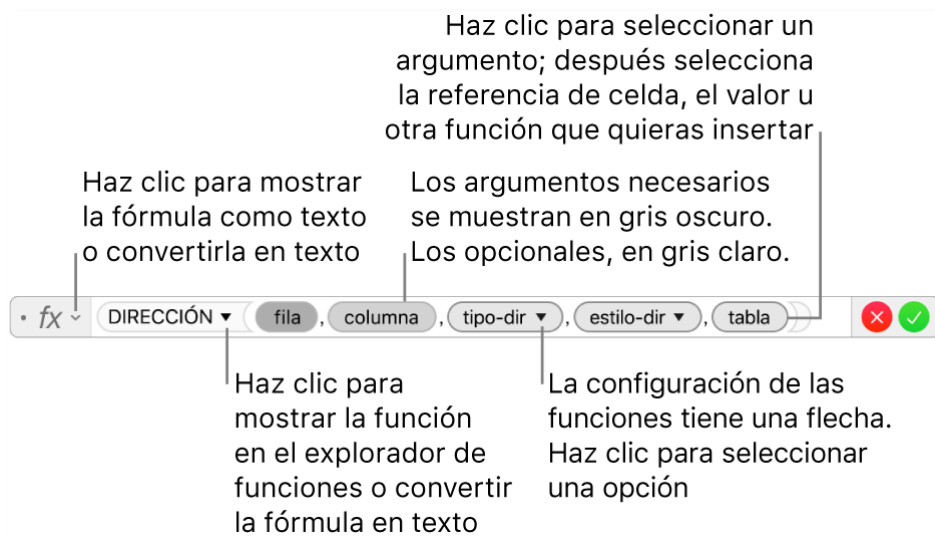 Haz clic para seleccionar un
argumento; después selecciona
la referencia de celda, el valor u
otra función que quieras insertar
Haz clic para mostrar
la fórmula como texto
o convertirla en texto
Los argumentos necesarios
se muestran en gris oscuro.
Los opcionales, en gris claro.
fx DIRECCIÓN ▼ fila , columna , tipo-dir ▼ , estilo-dir ▼ , tabla
Haz clic para
mostrar la función
en el explorador de
funciones o convertir
la fórmula en texto
La configuración de las
funciones tiene una flecha.
Haz clic para seleccionar
una opción